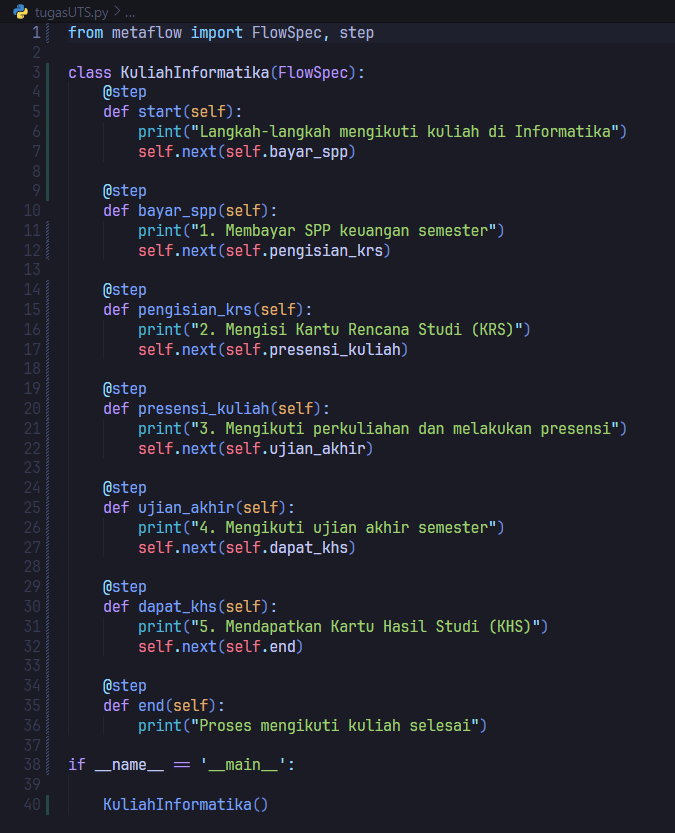 tugasUTS.py > ...
1 from metaflow import FlowSpec, step
2
3 class KuliahInformatika(FlowSpec):
4     @step
5     def start(self):
6         print("Langkah-langkah mengikuti kuliah di Informatika")
7         self.next(self.bayar_spp)
8
9     @step
10     def bayar_spp(self):
11         print("1. Membayar SPP keuangan semester")
12         self.next(self.pengisian_krs)
13
14     @step
15     def pengisian_krs(self):
16         print("2. Mengisi Kartu Rencana Studi (KRS)")
17         self.next(self.presensi_kuliah)
18
19     @step
20     def presensi_kuliah(self):
21         print("3. Mengikuti perkuliahan dan melakukan presensi")
22         self.next(self.ujian_akhir)
23
24     @step
25     def ujian_akhir(self):
26         print("4. Mengikuti ujian akhir semester")
27         self.next(self.dapat_khs)
28
29     @step
30     def dapat_khs(self):
31         print("5. Mendapatkan Kartu Hasil Studi (KHS)")
32         self.next(self.end)
33
34     @step
35     def end(self):
36         print("Proses mengikuti kuliah selesai")
37
38 if __name__ == '__main__':
39
40     KuliahInformatika()